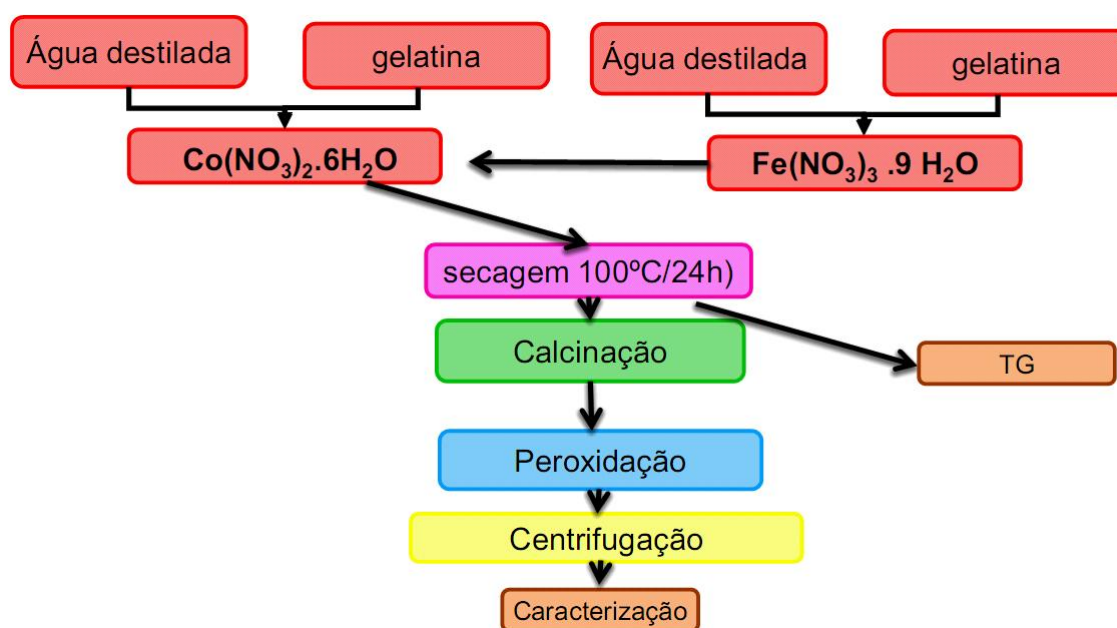 Água destilada
gelatina
Água destilada
gelatina
Co(NO₃)₂.6H₂O
Fe(NO₃)₃ .9 H₂O
secagem 100ºC/24h)
Calcinação
TG
Peroxidação
Centrifugação
Caracterização